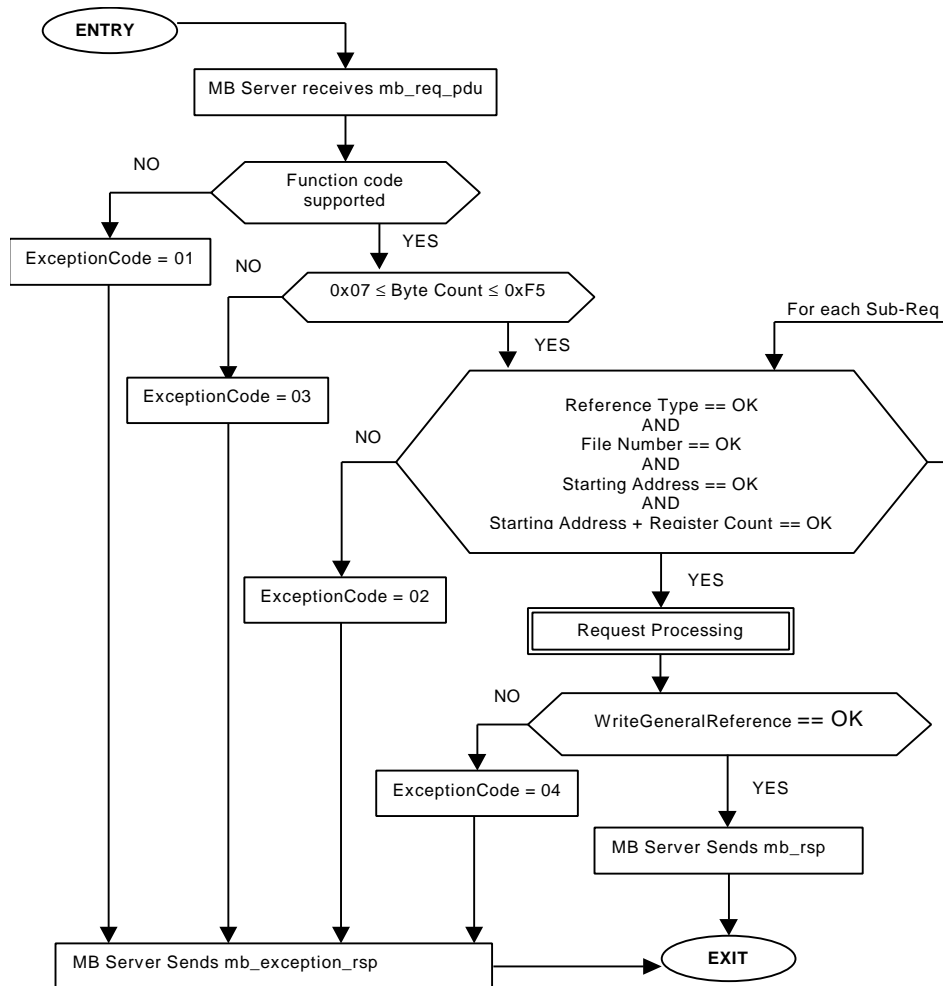 ENTRY
MB Server receives mb_req_pdu
NO
Function code
supported
YES
ExceptionCode = 01
NO
0x07 ≤ Byte Count ≤ 0xF5
For each Sub-Req
YES
ExceptionCode = 03
Reference Type == OK
AND
NO
File Number == OK
AND
Starting Address == OK
AND
Starting Address + Register Count == OK
YES
ExceptionCode = 02
Request Processing
NO
WriteGeneralReference == OK
ExceptionCode = 04
YES
MB Server Sends mb_rsp
MB Server Sends mb_exception_rsp
EXIT